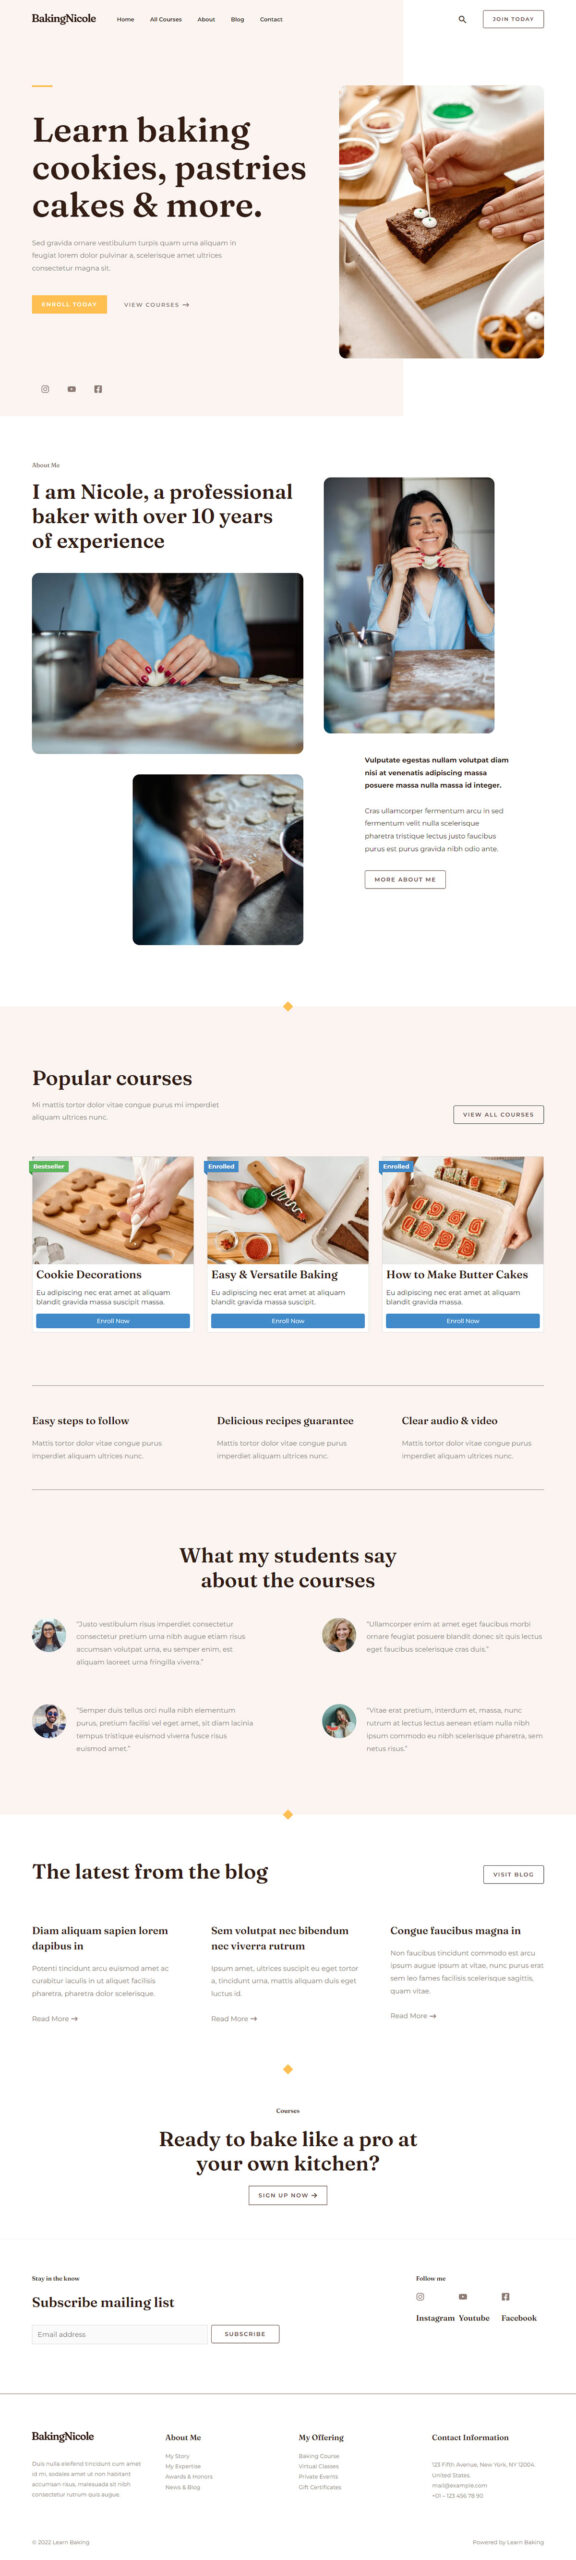 BakingNicole
Home
All Courses
About
Blog
Contact
JOIN TODAY
Learn baking
cookies, pastries
cakes & more.
Sed gravida ornare vestibulum turpis quam urna aliquam in
feugiat lorem dolor pulvinar a, scelerisque amet ultrices
consectetur magna sit.
ENROLL TODAY
VIEW COURSES →
About Me
I am Nicole, a professional
baker with over 10 years
of experience
Vulputate egestas nullam volutpat diam
nisi at venenatis adipiscing massa
posuere massa nulla massa id integer.
Cras ullamcorper fermentum arcu in sed
fermentum velit nulla scelerisque
pharetra tristique lectus justo faucibus
purus est purus gravida nibh odio ante.
MORE ABOUT ME
Popular courses
Mi mattis tortor dolor vitae congue purus mi imperdiet
aliquam ultrices nunc.
VIEW ALL COURSES
Bestseller
Cookie Decorations
Eu adipiscing nec erat amet at aliquam
blandit gravida massa suscipit massa.
Enroll Now
Enrolled
Easy & Versatile Baking
Eu adipiscing nec erat amet at aliquam
blandit gravida massa suscipit.
Enroll Now
Enrolled
How to Make Butter Cakes
Eu adipiscing nec erat amet at aliquam
blandit gravida massa.
Enroll Now
Easy steps to follow
Mattis tortor dolor vitae congue purus
imperdiet aliquam ultrices nunc.
Delicious recipes guarantee
Mattis tortor dolor vitae congue purus
imperdiet aliquam ultrices nunc.
Clear audio & video
Mattis tortor dolor vitae congue purus
imperdiet aliquam ultrices nunc.
What my students say
about the courses
“Justo vestibulum risus imperdiet consectetur
consectetur pretium urna nibh augue etiam risus
accumsan volutpat urna, eu semper enim, est
aliquam laoreet urna fringilla viverra.”
“Ullamcorper enim at amet eget faucibus morbi
ornare feugiat posuere blandit donec sit quis lectus
eget faucibus scelerisque cras duis.”
“Semper duis tellus orci nulla nibh elementum
purus, pretium facilisi vel eget amet, sit diam lacinia
tempus tristique euismod viverra fusce risus
euismod amet.”
“Vitae erat pretium, interdum et, massa, nunc
rutrum at lectus lectus aenean etiam nulla nibh
ipsum commodo eu nibh scelerisque pharetra, sem
netus risus.”
The latest from the blog
VISIT BLOG
Diam aliquam sapien lorem
dapibus in
Potenti tincidunt arcu euismod amet ac
curabitur iaculis in ut aliquet facilisis
pharetra, pharetra dolor scelerisque.
Read More →
Sem volutpat nec bibendum
nec viverra rutrum
Ipsum amet, ultrices suscipit eu eget tortor
a, tincidunt urna, mattis aliquam duis eget
luctus id.
Read More →
Congue faucibus magna in
Non faucibus tincidunt commodo est arcu
ipsum augue ipsum at vitae, nunc purus erat
sem leo fames facilisis scelerisque sagittis,
quam vitae.
Read More →
Courses
Ready to bake like a pro at
your own kitchen?
SIGN UP NOW →
Stay in the know
Subscribe mailing list
Email address
SUBSCRIBE
Follow me
Instagram
Youtube
Facebook
BakingNicole
Duis nulla eleifend tincidunt cum amet
id mi, sodales amet ut non habitant
accumsan risus, malesuada sit nibh
consectetur rutrum quis augue.
About Me
My Story
My Expertise
Awards & Honors
News & Blog
My Offering
Baking Course
Virtual Classes
Private Events
Gift Certificates
Contact Information
123 Fifth Avenue, New York, NY 12004.
United States.
mail@example.com
+01 – 123 456 78 90
© 2022 Learn Baking
Powered by Learn Baking